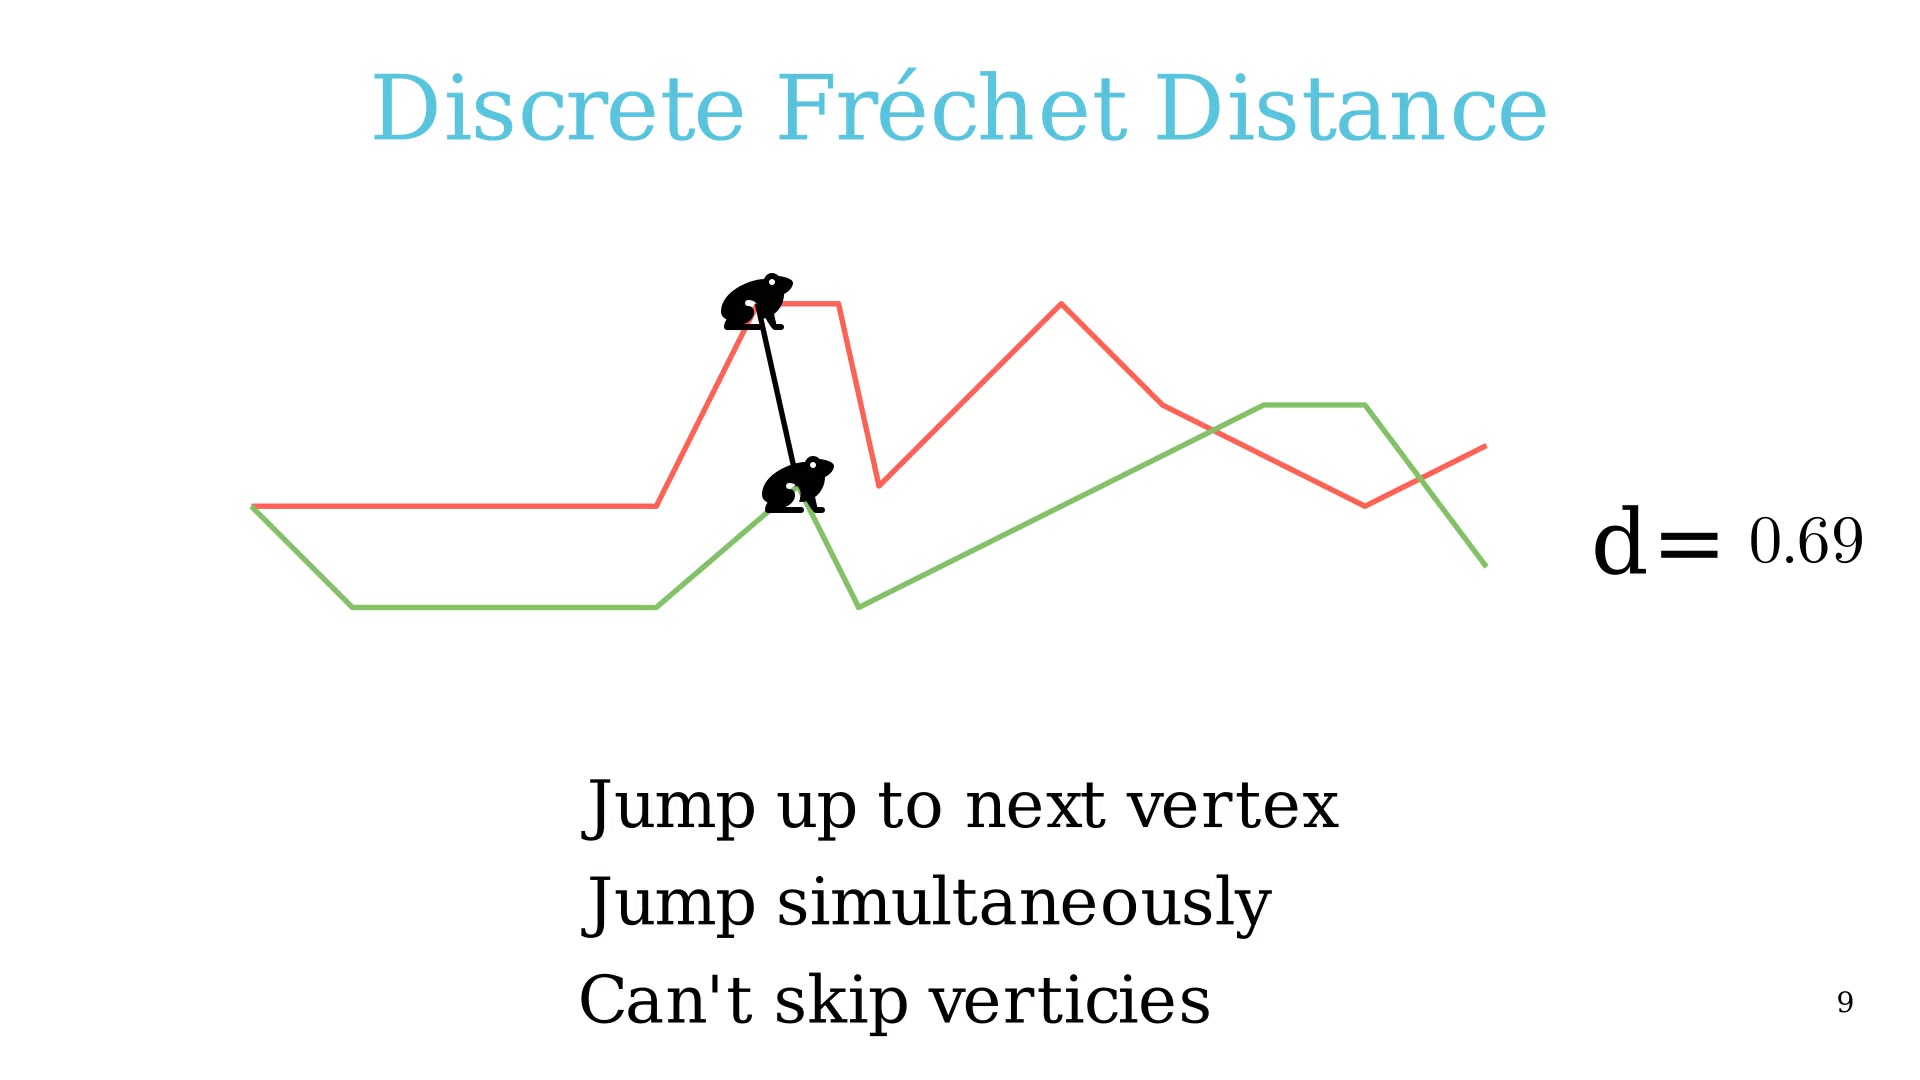 Discrete Fréchet Distance
d= 0.69
Jump up to next vertex
Jump simultaneously
Can't skip verticies
9